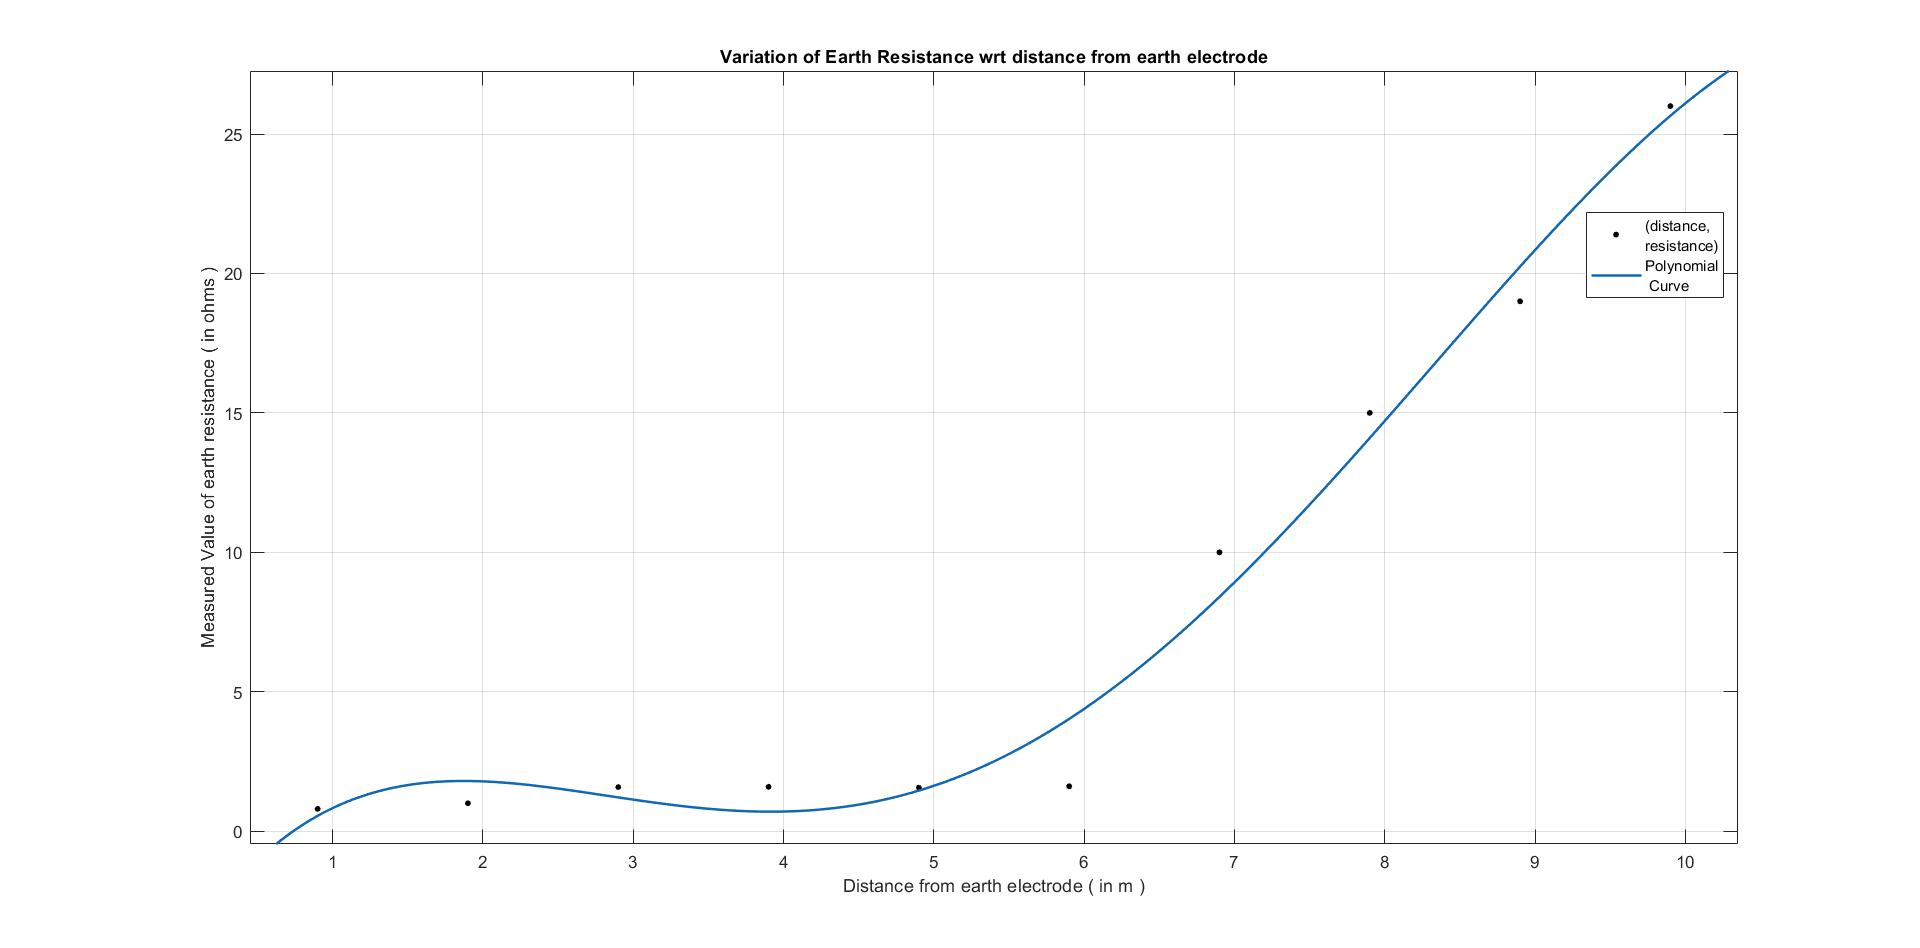 Variation of Earth Resistance wrt distance from earth electrode
25
20
15
10
5
0
Measured Value of earth resistance ( in ohms )
(distance,
resistance)
Polynomial
Curve
1 2 3 4 5 6 7 8 9 10
Distance from earth electrode ( in m )